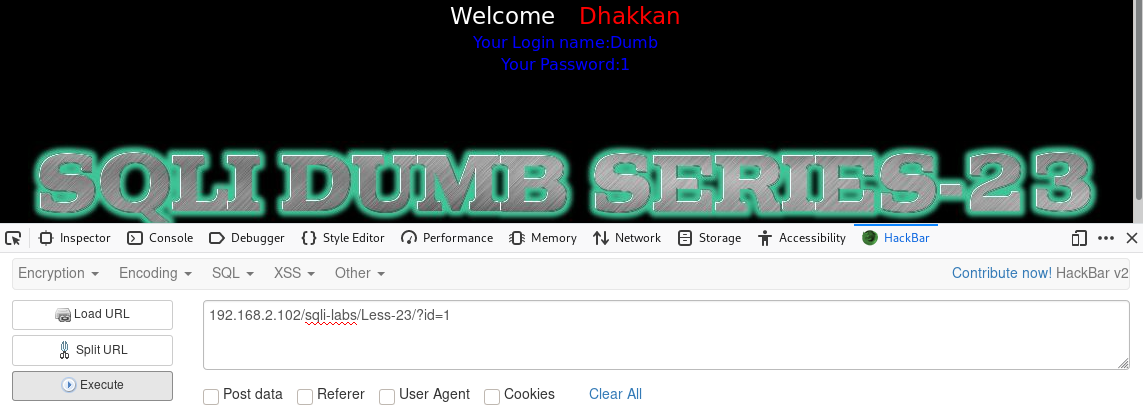 Welcome Dhakkan
Your Login name:Dumb
Your Password:1
SQLI DUMB SERIES-23
Inspector Console Debugger Style Editor Performance Memory Network Storage Accessibility HackBar
Encryption Encoding SQL XSS Other Contribute now! HackBar v2
Load URL
192.168.2.102/sqli-labs/Less-23/?id=1
Split URL
Execute
Post data Referer User Agent Cookies Clear All